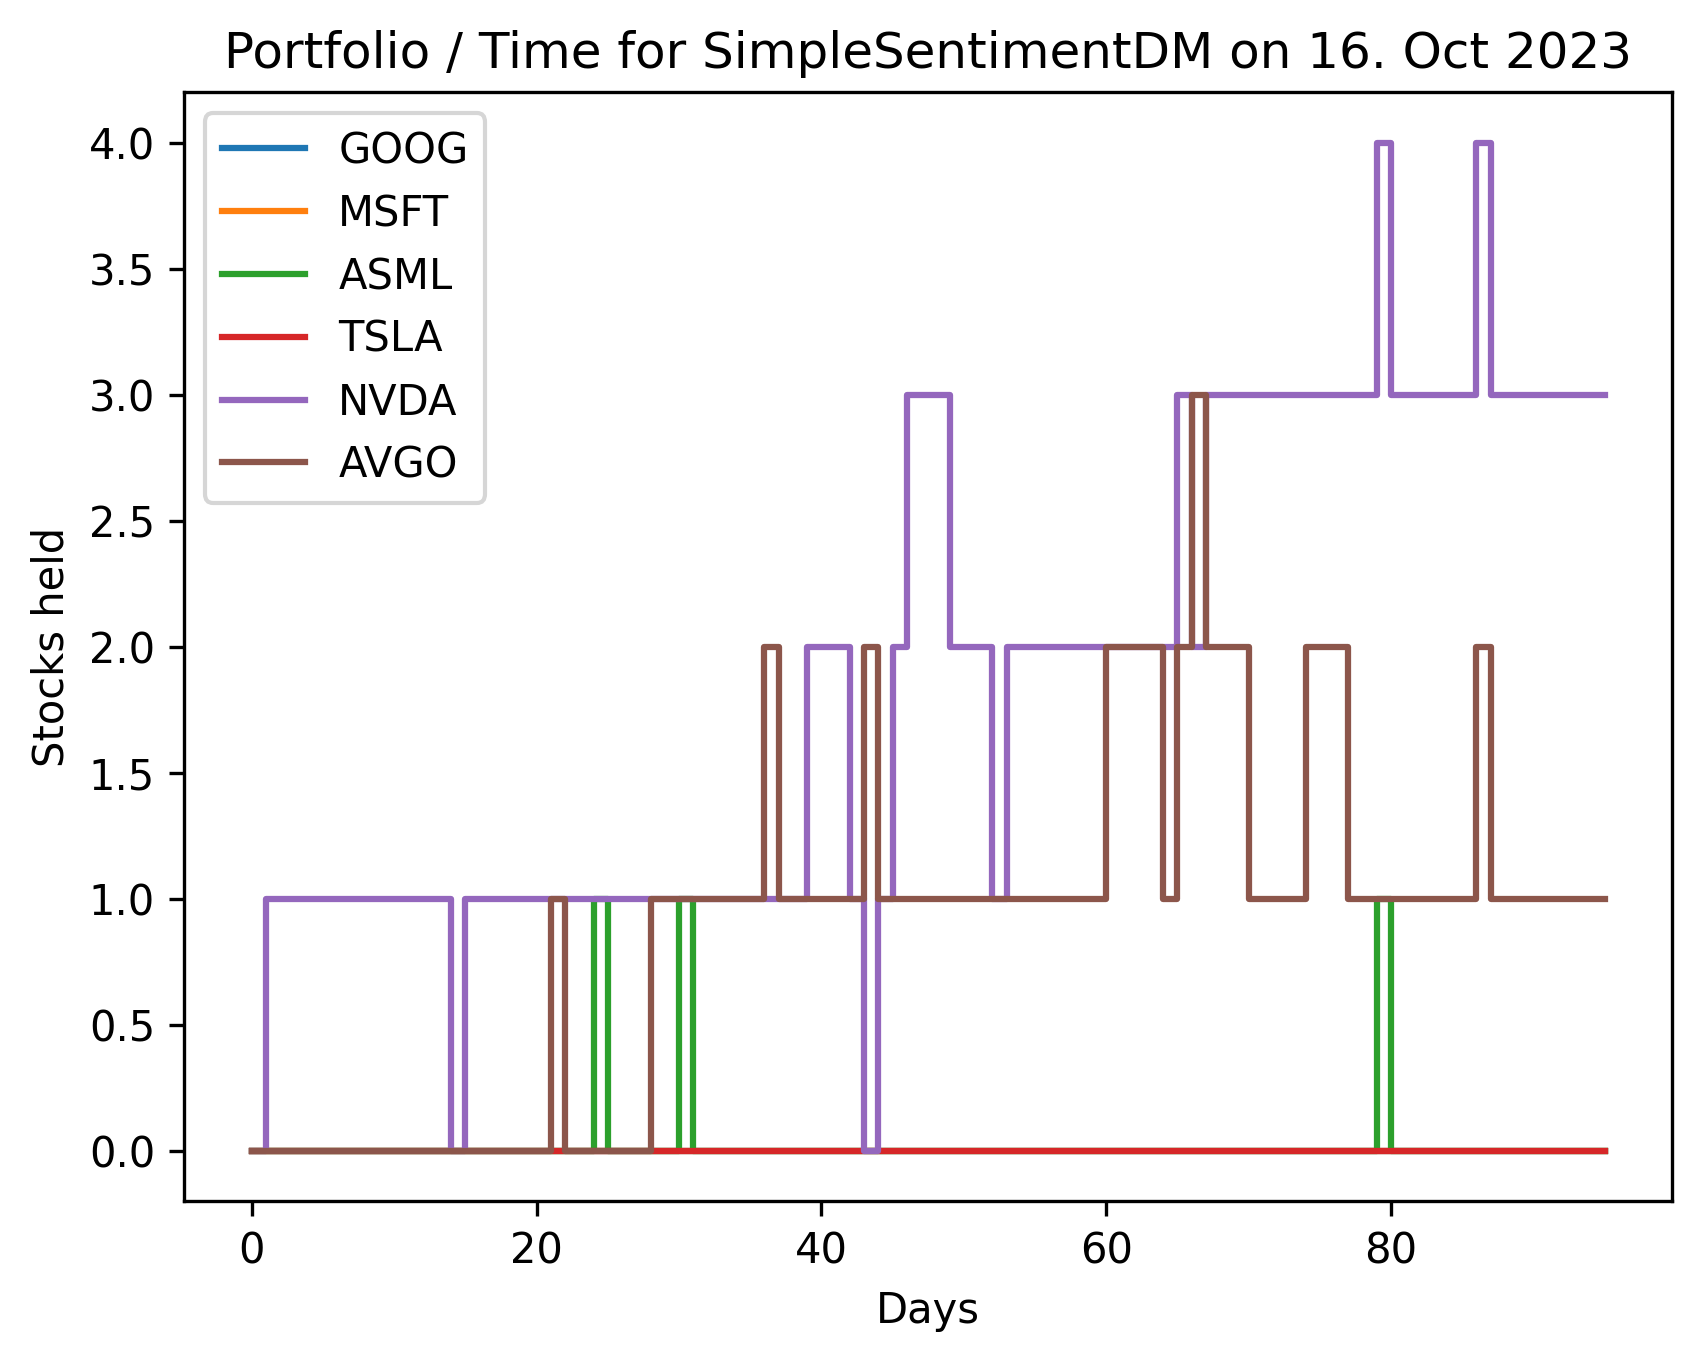 Portfolio / Time for SimpleSentimentDM on 16. Oct 2023
GOOG
MSFT
ASML
TSLA
NVDA
AVGO
Stocks held
4.0
3.5
3.0
2.5
2.0
1.5
1.0
0.5
0.0
0 20 40 60 80
Days